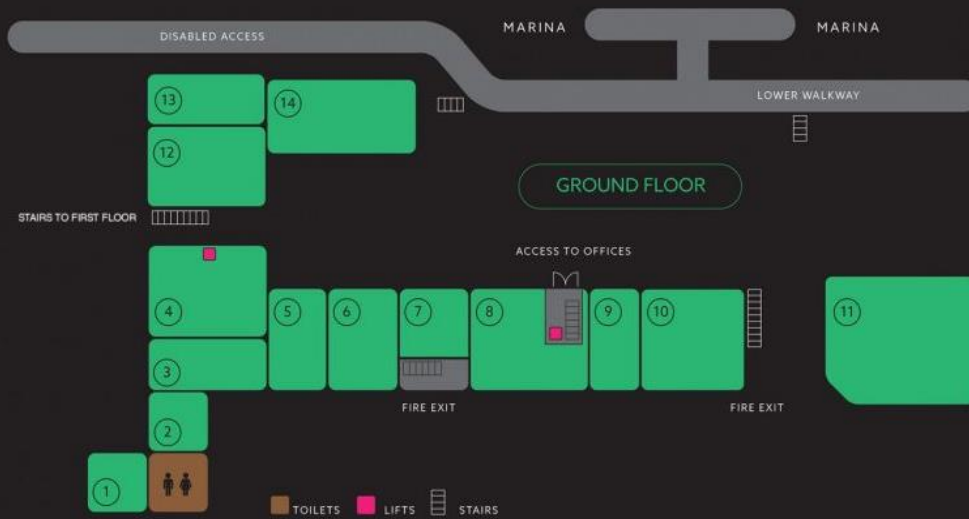 MARINA
MARINA
DISABLED ACCESS
LOWER WALKWAY
13
14
12
GROUND FLOOR
STAIRS TO FIRST FLOOR
ACCESS TO OFFICES
4
5
6
7
8
9
10
11
3
FIRE EXIT
FIRE EXIT
2
1
TOILETS
LIFTS
STAIRS